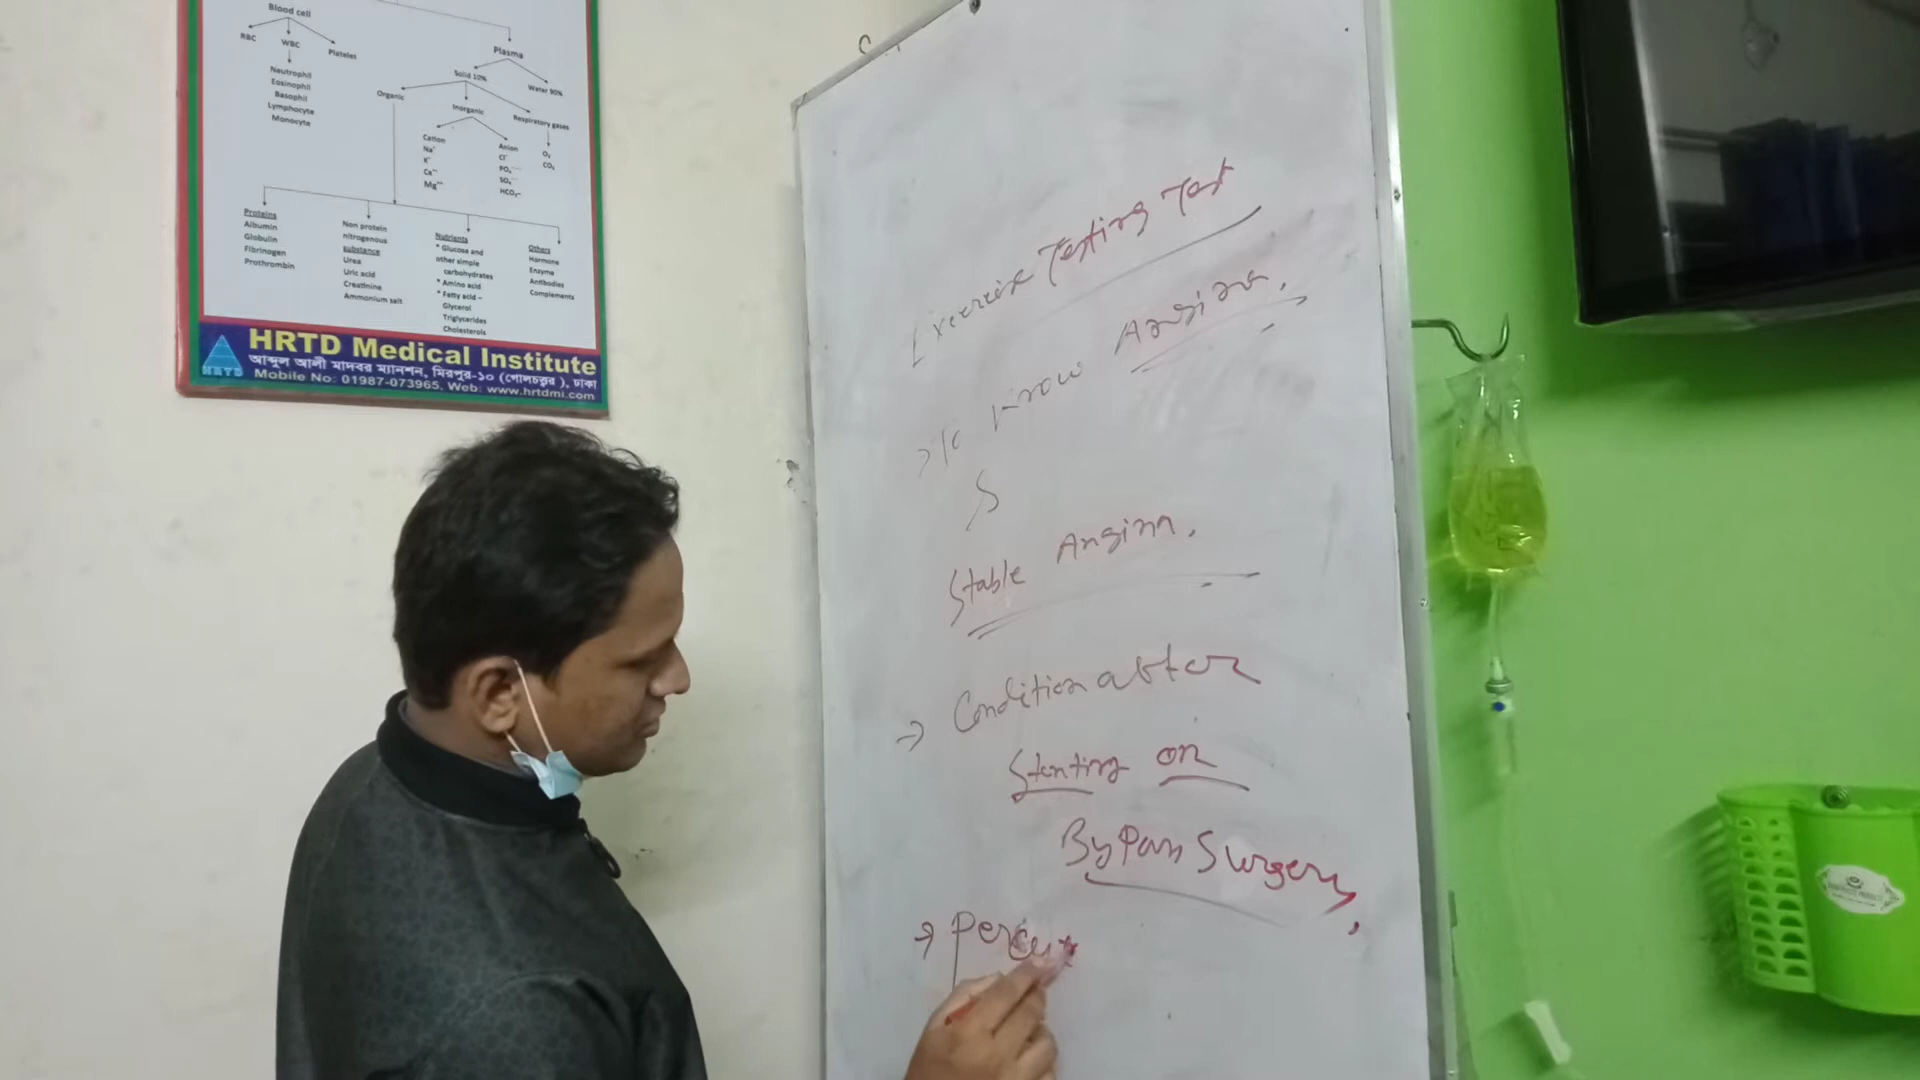 Blood cell
RBC WBC Platelet
Neutrophil
Eosinophil
Basophil
Lymphocyte
Monocyte
Plasma
Solid 10% Water 90%
Organic Inorganic Respiratory gases
Cation
Na⁺
K⁺
Ca⁺⁺
Mg⁺⁺
Anion
Cl⁻
PO₄⁻⁻⁻
SO₄⁻⁻
HCO₃⁻
O₂
CO₂
Proteins
Albumin
Globulin
Fibrinogen
Prothrombin
Non protein
nitrogenous
substance
Urea
Uric acid
Creatinine
Ammonium salt
Nutrients
* Glucose and
other simple
carbohydrates
* Amino acid
* Fatty acid –
Glycerol
Triglycerides
Cholesterols
Others
Hormone
Enzyme
Antibodies
Complements
HRTD Medical Institute
HRTD
আব্দুল আলী মাদবর ম্যানশন, মিরপুর-১০ (গোলচত্ত্বর), ঢাকা
Mobile No: 01987-073965, Web: www.hrtdmi.com
Exercise Testing Test
know Angina.
S
Stable Angina.
→ Condition after
Stenting or
Bypass Surgery.
→ Percut